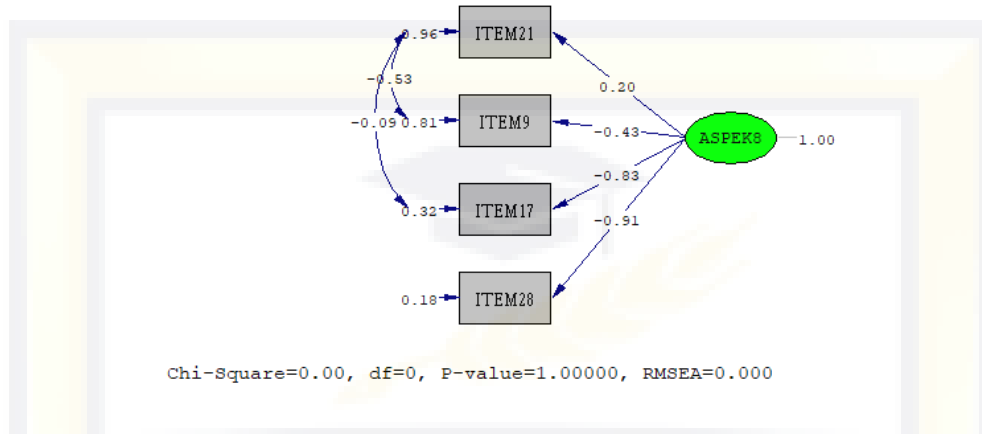 0.96 ITEM21
-0.53
0.20
-0.09 0.81 ITEM9 -0.43 ASPEK8 1.00
-0.83
0.32 ITEM17
-0.91
0.18 ITEM28
Chi-Square=0.00, df=0, P-value=1.00000, RMSEA=0.000